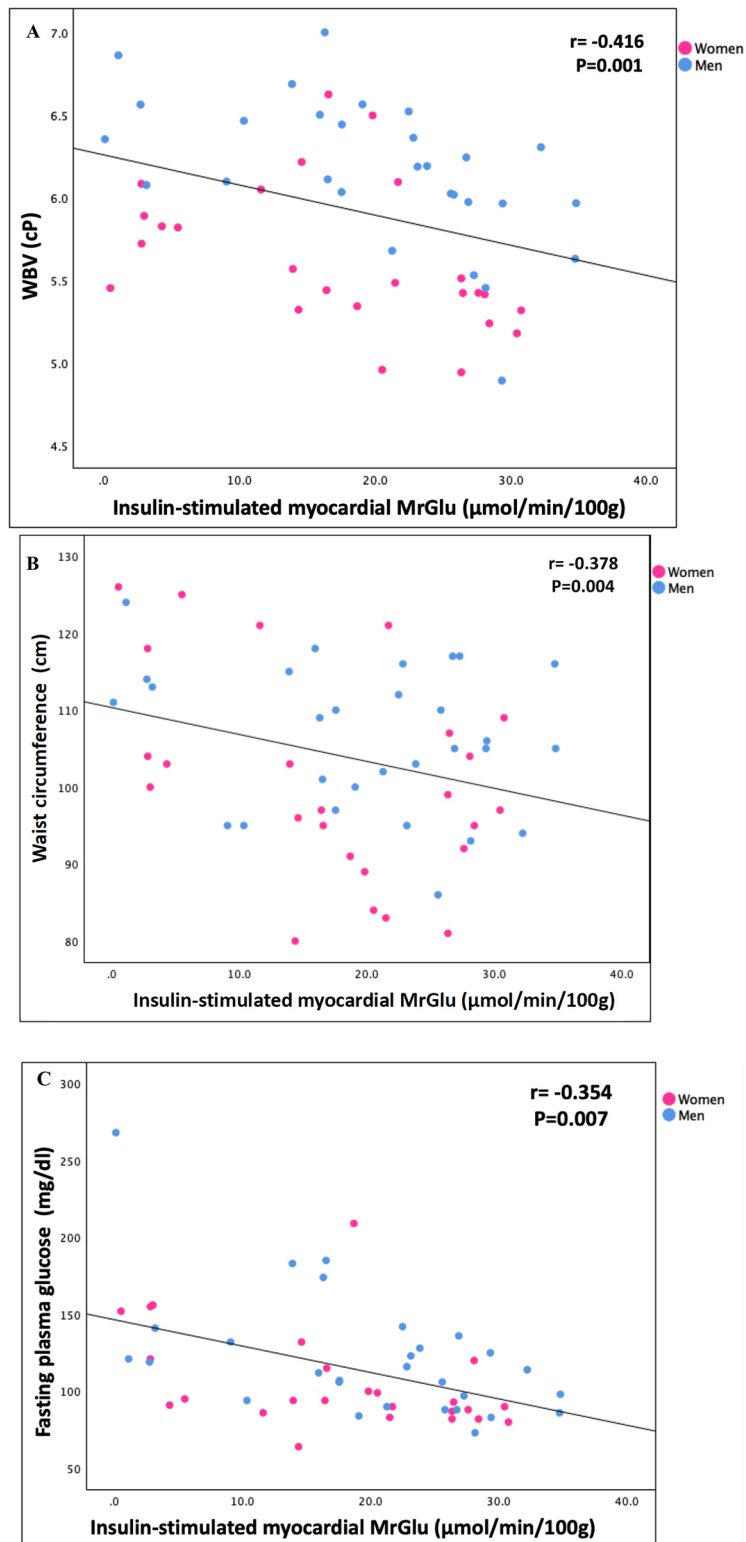 A
r= -0.416
P=0.001
Women
Men
7.0
6.5
6.0
5.5
5.0
4.5
WBV (cP)
.0 10.0 20.0 30.0 40.0
Insulin-stimulated myocardial MrGlu (μmol/min/100g)
B
r= -0.378
P=0.004
Women
Men
130
120
110
100
90
80
Waist circumference (cm)
.0 10.0 20.0 30.0 40.0
Insulin-stimulated myocardial MrGlu (μmol/min/100g)
C
r= -0.354
P=0.007
Women
Men
300
250
200
150
100
50
Fasting plasma glucose (mg/dl)
.0 10.0 20.0 30.0 40.0
Insulin-stimulated myocardial MrGlu (μmol/min/100g)